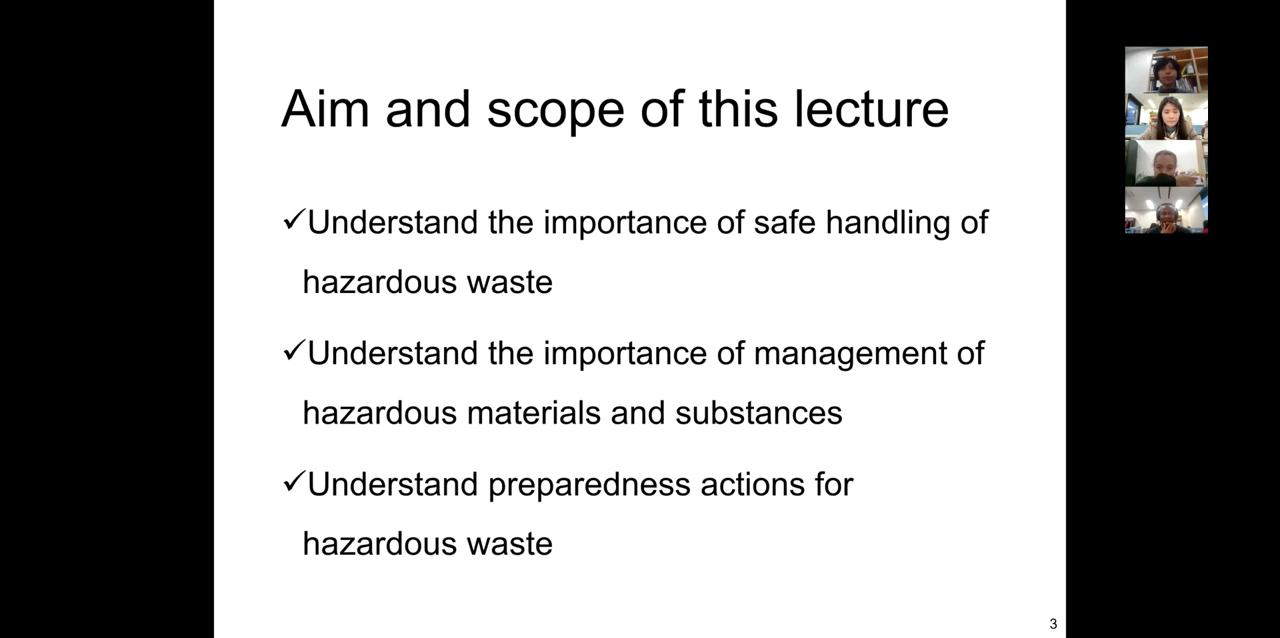 Aim and scope of this lecture
✓Understand the importance of safe handling of
hazardous waste
✓Understand the importance of management of
hazardous materials and substances
✓Understand preparedness actions for
hazardous waste
3